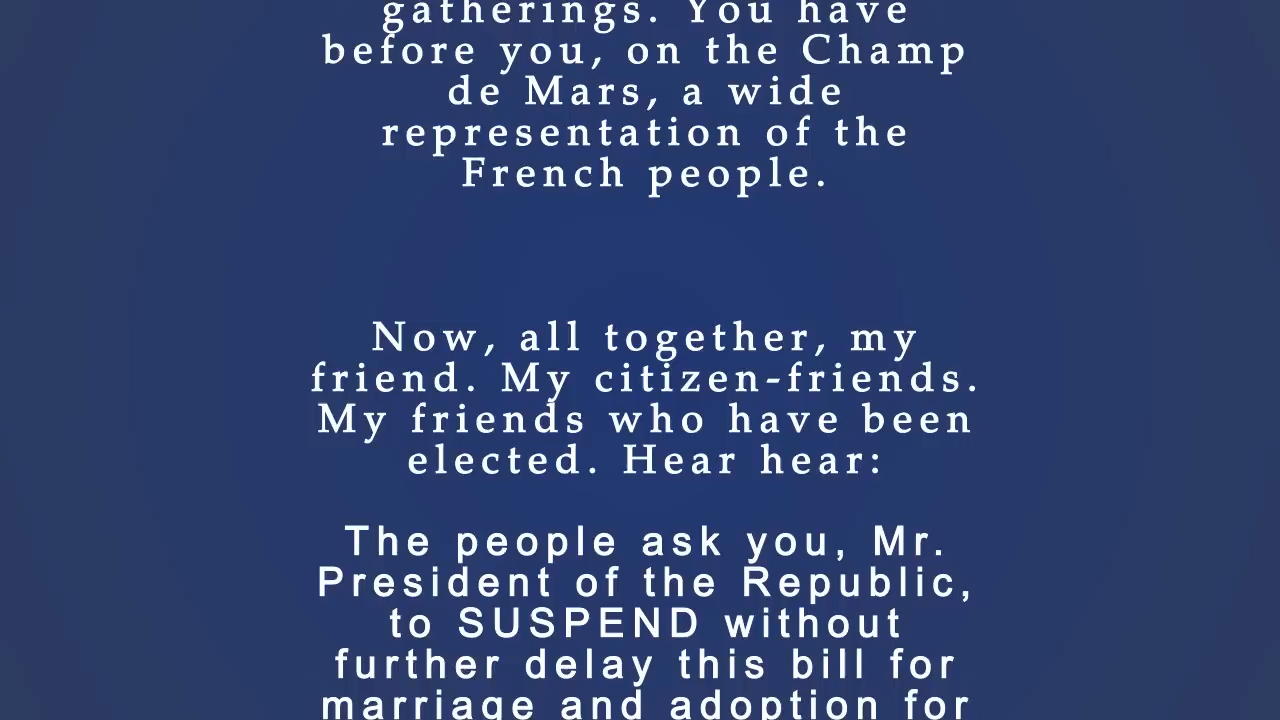 gatherings. You have
before you, on the Champ
de Mars, a wide
representation of the
French people.
Now, all together, my
friend. My citizen-friends.
My friends who have been
elected. Hear hear:
The people ask you, Mr.
President of the Republic,
to SUSPEND without
further delay this bill for
marriage and adoption for